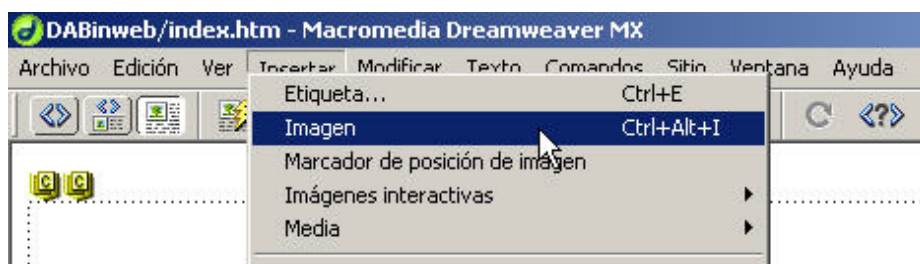 DABinweb/index.htm - Macromedia Dreamweaver MX
Archivo Edición Ver Insertar Modificar Texto Comandos Sitio Ventana Ayuda
Etiqueta... Ctrl+E
Imagen Ctrl+Alt+I
Marcador de posición de imagen
Imágenes interactivas
Media